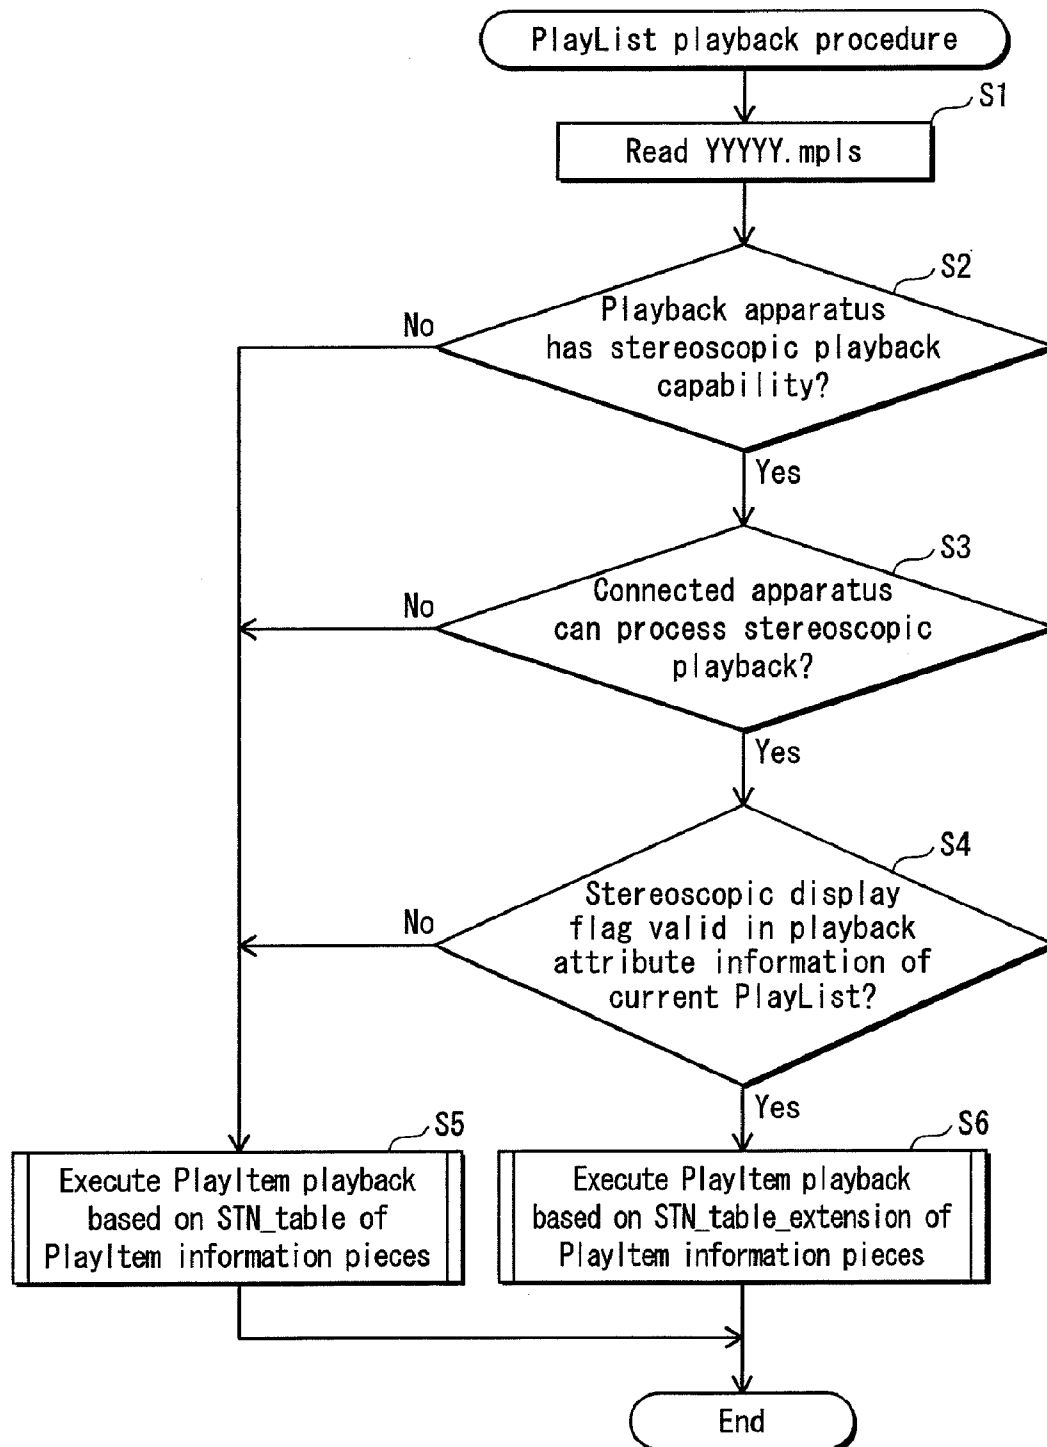 PlayList playback procedure
S1
Read YYYYY.mpls
S2
Playback apparatus
has stereoscopic playback
capability?
No
Yes
S3
Connected apparatus
can process stereoscopic
playback?
No
Yes
S4
Stereoscopic display
flag valid in playback
attribute information of
current PlayList?
No
Yes
S5
Execute PlayItem playback
based on STN_table of
PlayItem information pieces
S6
Execute PlayItem playback
based on STN_table_extension of
PlayItem information pieces
End